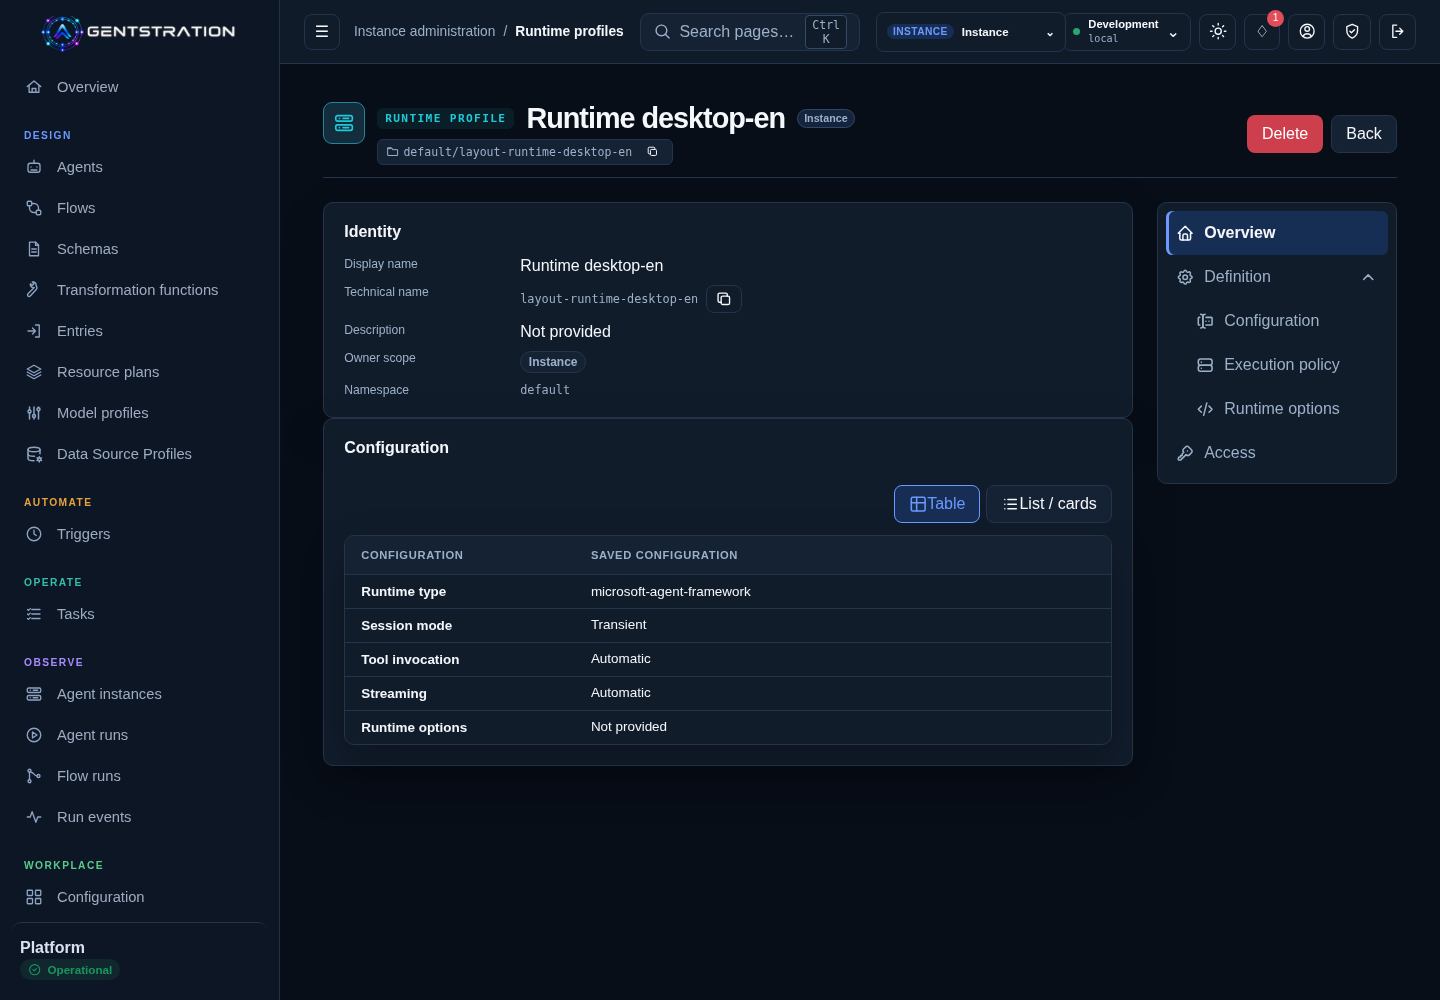 GENTSTRATION
Overview
DESIGN
Agents
Flows
Schemas
Transformation functions
Entries
Resource plans
Model profiles
Data Source Profiles
AUTOMATE
Triggers
OPERATE
Tasks
OBSERVE
Agent instances
Agent runs
Flow runs
Run events
WORKPLACE
Configuration
Platform
Operational
Instance administration / Runtime profiles
Search pages…
Ctrl K
INSTANCE Instance
Development
local
1
RUNTIME PROFILE
Runtime desktop-en
Instance
default/layout-runtime-desktop-en
Delete
Back
Identity
Display name
Runtime desktop-en
Technical name
layout-runtime-desktop-en
Description
Not provided
Owner scope
Instance
Namespace
default
Configuration
Table
List / cards
CONFIGURATION SAVED CONFIGURATION
Runtime type microsoft-agent-framework
Session mode Transient
Tool invocation Automatic
Streaming Automatic
Runtime options Not provided
Overview
Definition
Configuration
Execution policy
Runtime options
Access